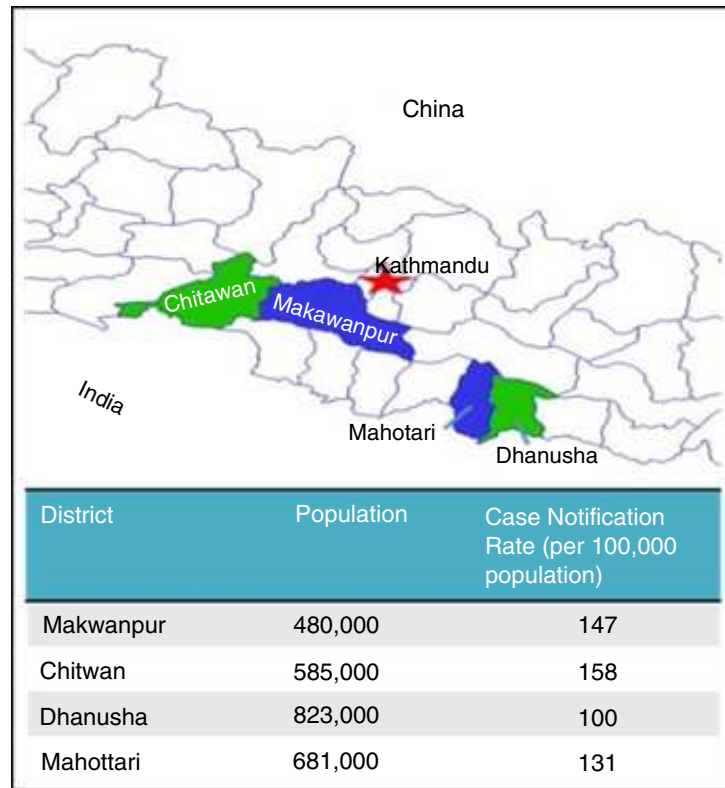 China
Kathmandu
Chitawan
Makawanpur
India
Mahotari
Dhanusha
District Population Case Notification
Rate (per 100,000
population)
Makwanpur 480,000 147
Chitwan 585,000 158
Dhanusha 823,000 100
Mahottari 681,000 131